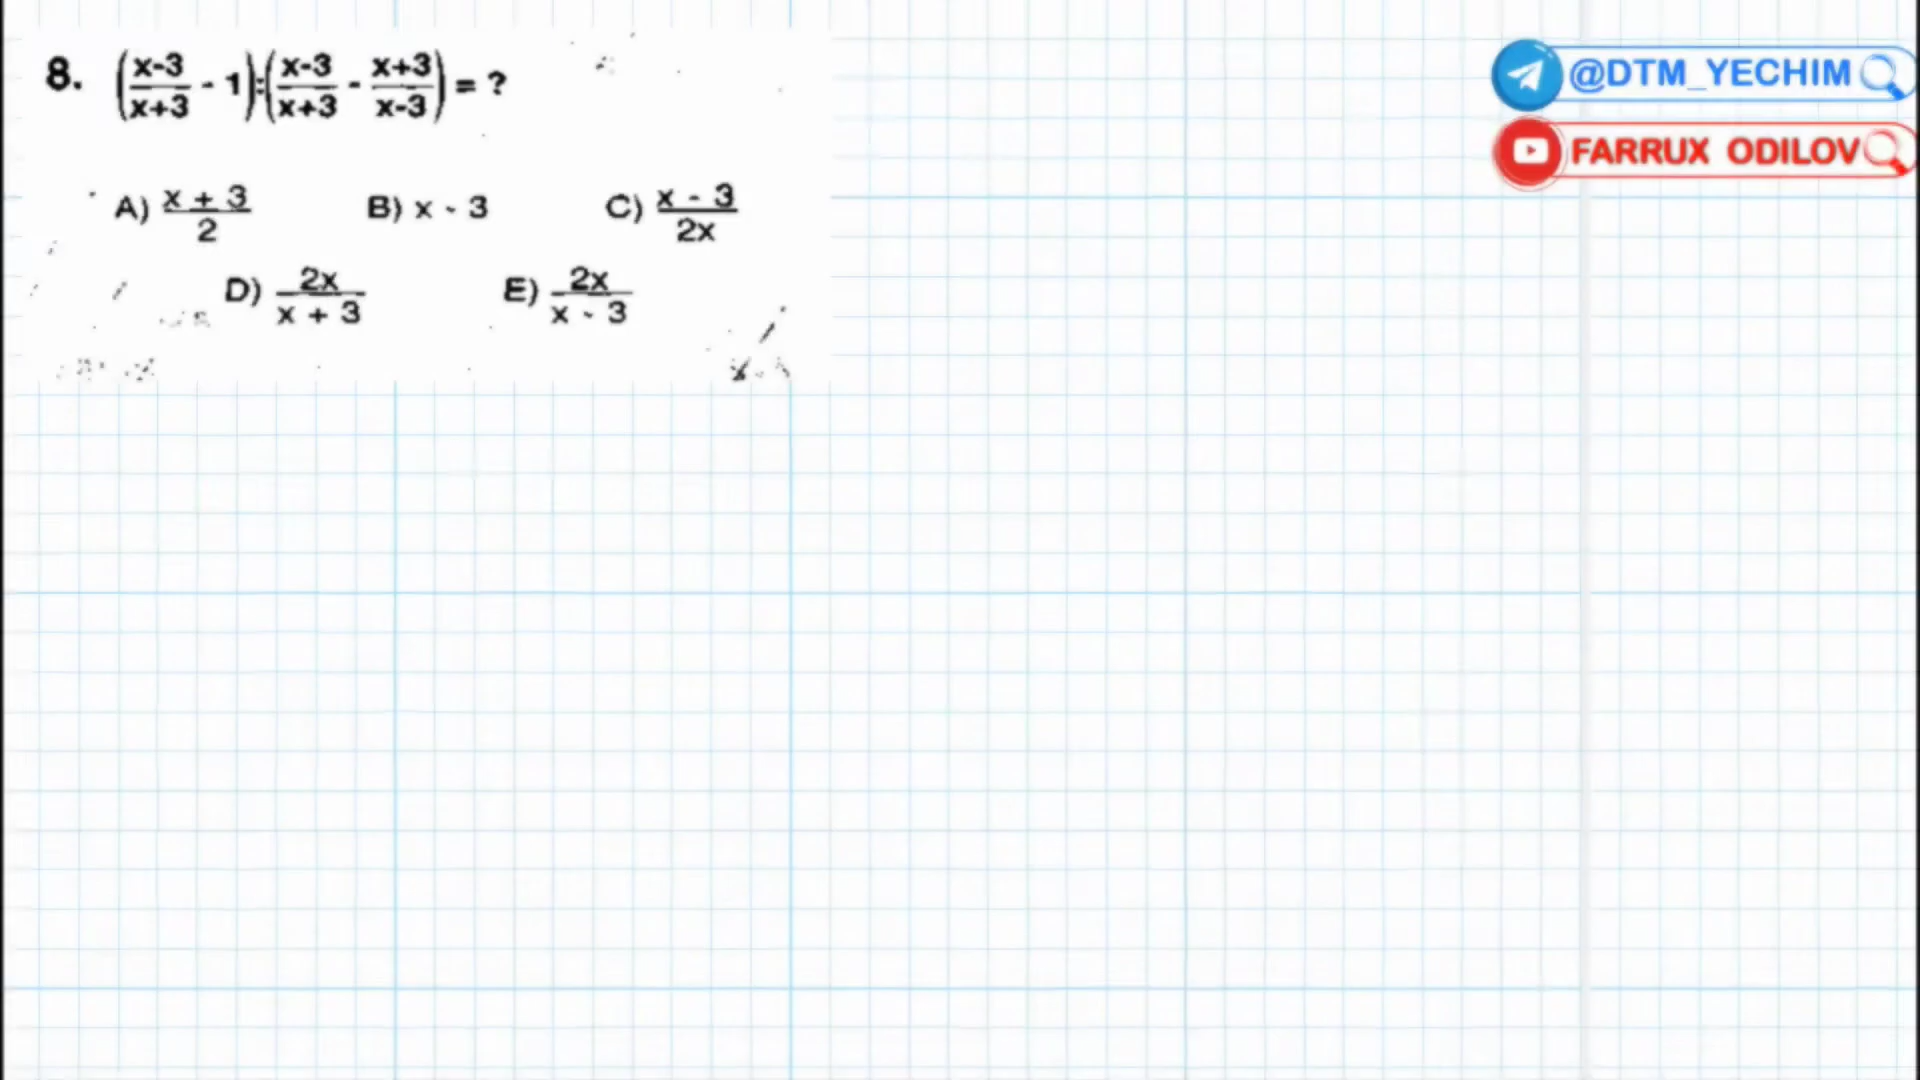 8. (x-3/x+3 - 1):(x-3/x+3 - x+3/x-3) = ?
A) x + 3/2 B) x - 3 C) x - 3/2x
D) 2x/x + 3 E) 2x/x - 3
@DTM_YECHIM
FARRUX ODILOV